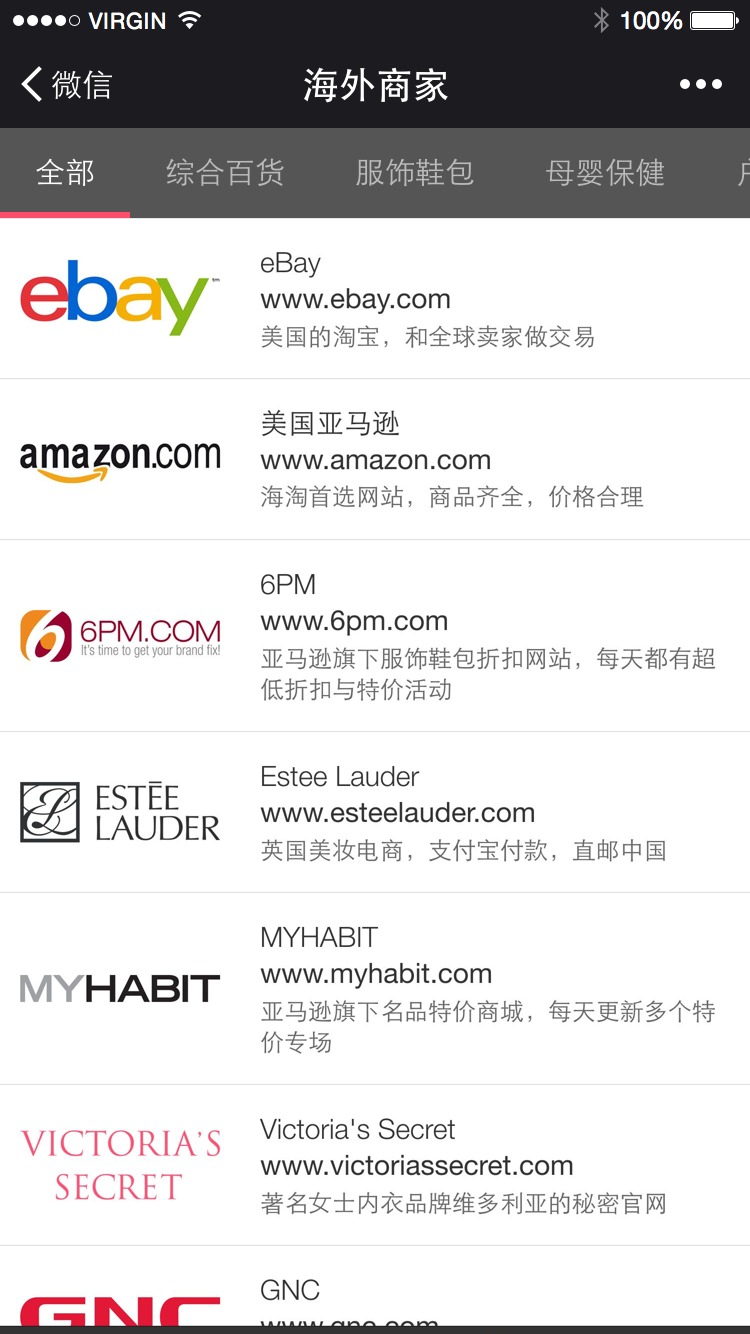 VIRGIN 100%
微信 海外商家
全部 综合百货 服饰鞋包 母婴保健
ebay™
eBay
www.ebay.com
美国的淘宝，和全球卖家做交易
amazon.com
美国亚马逊
www.amazon.com
海淘首选网站，商品齐全，价格合理
6PM.COM
It's time to get your brand fix!
6PM
www.6pm.com
亚马逊旗下服饰鞋包折扣网站，每天都有超
低折扣与特价活动
ESTĒE
LAUDER
Estee Lauder
www.esteelauder.com
英国美妆电商，支付宝付款，直邮中国
MYHABIT
MYHABIT
www.myhabit.com
亚马逊旗下名品特价商城，每天更新多个特
价专场
VICTORIA'S
SECRET
Victoria's Secret
www.victoriassecret.com
著名女士内衣品牌维多利亚的秘密官网
GNC
GNC
www.gnc.com